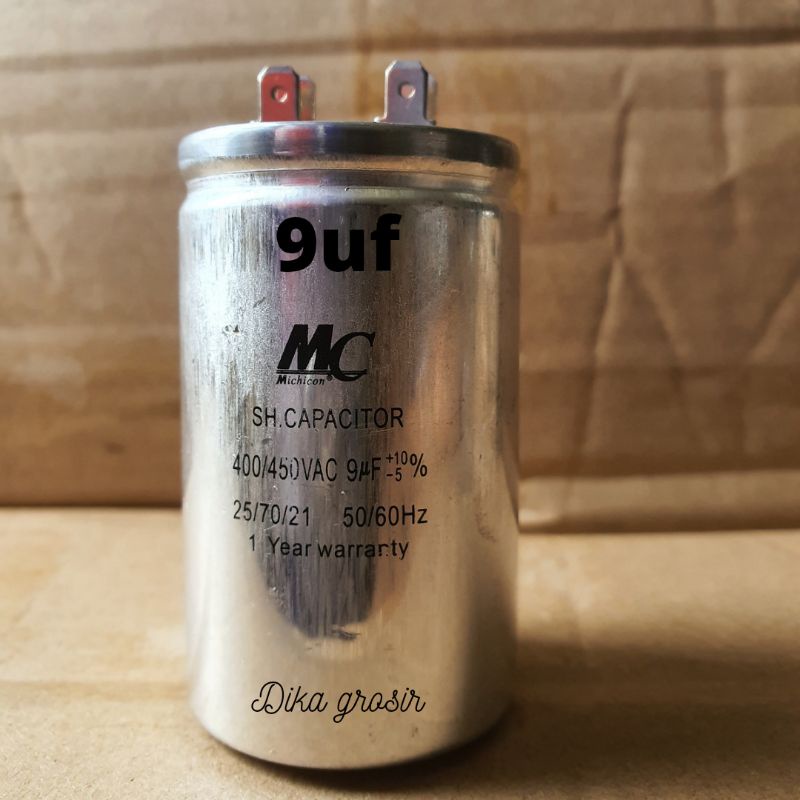 9uf
MC
Michicon®
SH.CAPACITOR
400/450VAC 9µF +10 -5 %
25/70/21 50/60Hz
1 Year warranty
Dika grosir